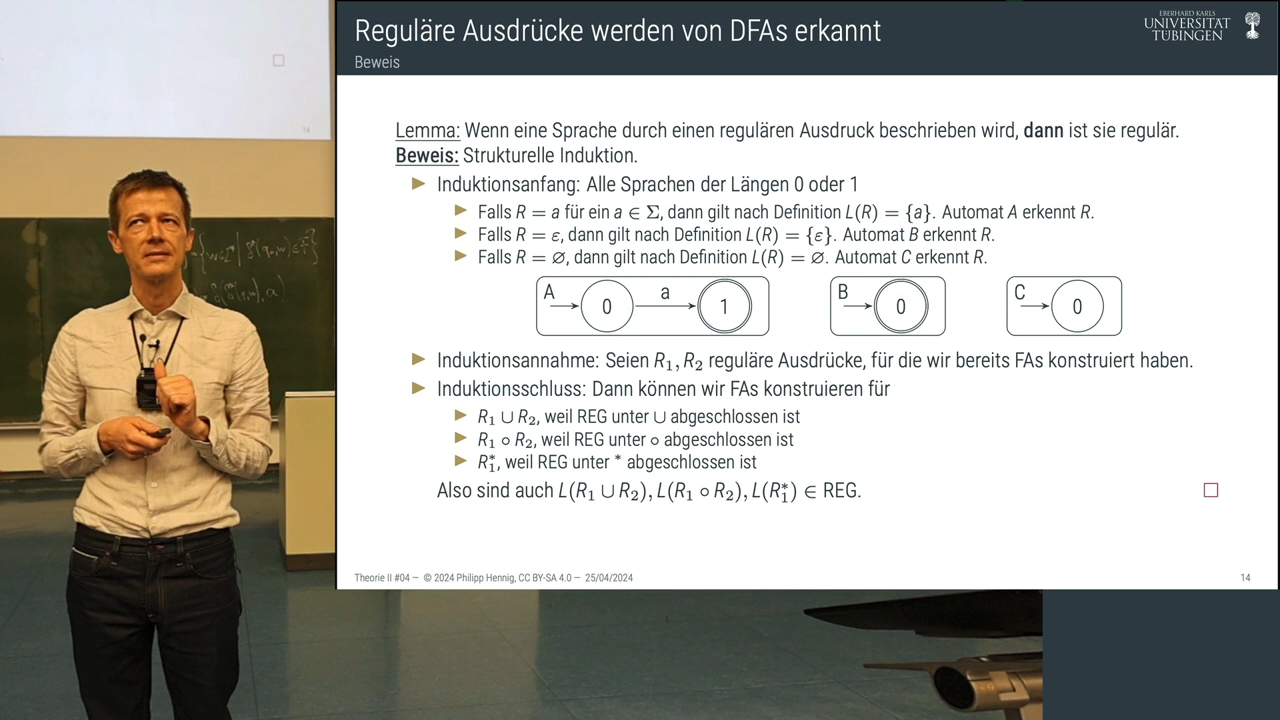 Reguläre Ausdrücke werden von DFAs erkannt
Beweis
EBERHARD KARLS
UNIVERSITÄT
TÜBINGEN
Lemma: Wenn eine Sprache durch einen regulären Ausdruck beschrieben wird, dann ist sie regulär.
Beweis: Strukturelle Induktion.
Induktionsanfang: Alle Sprachen der Längen 0 oder 1
Falls R = a für ein a ∈ Σ, dann gilt nach Definition L(R) = {a}. Automat A erkennt R.
Falls R = ε, dann gilt nach Definition L(R) = {ε}. Automat B erkennt R.
Falls R = ∅, dann gilt nach Definition L(R) = ∅. Automat C erkennt R.
A 0 a 1 B 0 C 0
Induktionsannahme: Seien R₁, R₂ reguläre Ausdrücke, für die wir bereits FAs konstruiert haben.
Induktionsschluss: Dann können wir FAs konstruieren für
R₁ ∪ R₂, weil REG unter ∪ abgeschlossen ist
R₁ ∘ R₂, weil REG unter ∘ abgeschlossen ist
R₁*, weil REG unter * abgeschlossen ist
Also sind auch L(R₁ ∪ R₂), L(R₁ ∘ R₂), L(R₁*) ∈ REG. □
Theorie II #04 — © 2024 Philipp Hennig, CC BY-SA 4.0 — 25/04/2024
14
14